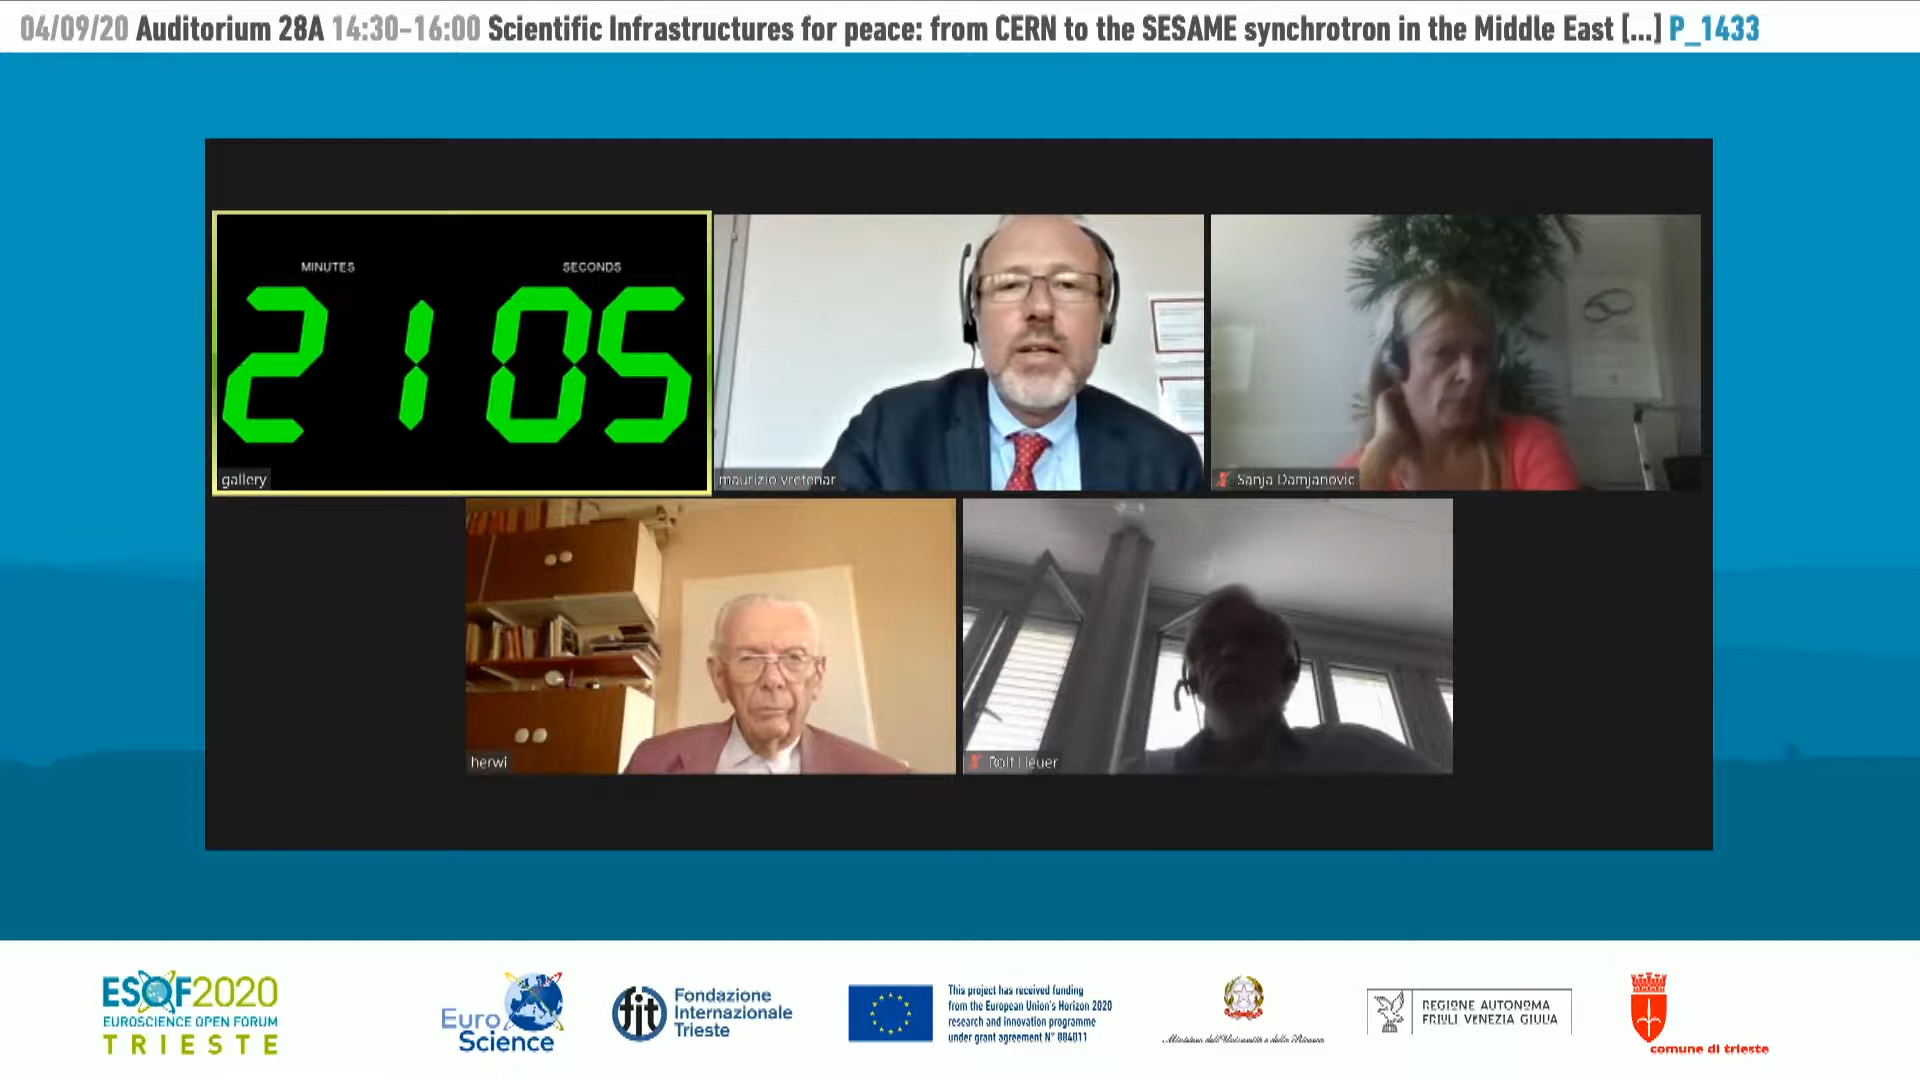 04/09/20 Auditorium 28A 14:30-16:00 Scientific Infrastructures for peace: from CERN to the SESAME synchrotron in the Middle East [...] P_1433
MINUTES SECONDS
21 05
gallery
maurizio vretenar
Sanja Damjanovic
herwi
Rolf Heuer
ESOF2020
EUROSCIENCE OPEN FORUM
TRIESTE
Euro
Science
fit
Fondazione
Internazionale
Trieste
This project has received funding
from the European Union's Horizon 2020
research and innovation programme
under grant agreement N° 884011
Ministero dell'Università e della Ricerca
REGIONE AUTONOMA
FRIULI VENEZIA GIULIA
comune di trieste